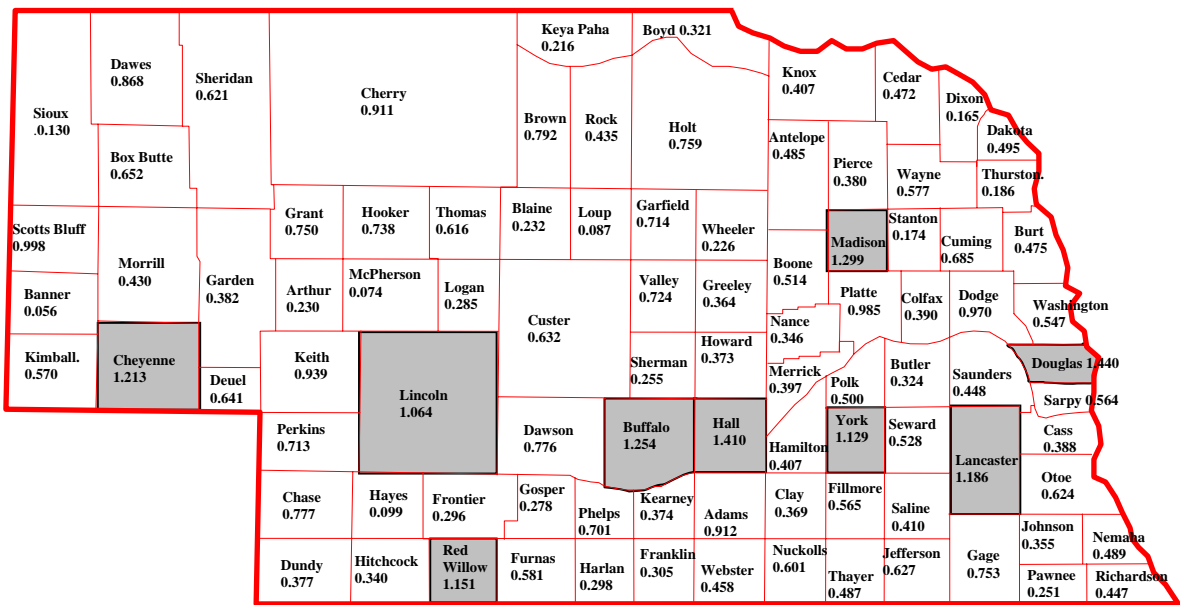 Keya Paha
0.216
Boyd 0.321
Dawes
0.868
Sheridan
0.621
Cherry
0.911
Knox
0.407
Cedar
0.472
Dixon
0.165
Sioux
.0.130
Brown
0.792
Rock
0.435
Holt
0.759
Dakota
0.495
Antelope
0.485
Box Butte
0.652
Pierce
0.380
Wayne
0.577
Thurston.
0.186
Grant
0.750
Hooker
0.738
Thomas
0.616
Blaine
0.232
Loup
0.087
Garfield
0.714
Wheeler
0.226
Scotts Bluff
0.998
Madison
1.299
Stanton
0.174
Cuming
0.685
Burt
0.475
Morrill
0.430
Garden
0.382
Arthur
0.230
McPherson
0.074
Logan
0.285
Valley
0.724
Greeley
0.364
Boone
0.514
Banner
0.056
Platte
0.985
Colfax
0.390
Dodge
0.970
Washington
0.547
Custer
0.632
Nance
0.346
Kimball.
0.570
Cheyenne
1.213
Deuel
0.641
Keith
0.939
Lincoln
1.064
Sherman
0.255
Howard
0.373
Merrick
0.397
Polk
0.500
Butler
0.324
Saunders
0.448
Douglas 1.440
Sarpy 0.564
Perkins
0.713
Dawson
0.776
Buffalo
1.254
Hall
1.410
Hamilton
0.407
York
1.129
Seward
0.528
Lancaster
1.186
Cass
0.388
Otoe
0.624
Chase
0.777
Hayes
0.099
Frontier
0.296
Gosper
0.278
Phelps
0.701
Kearney
0.374
Adams
0.912
Clay
0.369
Fillmore
0.565
Saline
0.410
Johnson
0.355
Nemaha
0.489
Dundy
0.377
Hitchcock
0.340
Red
Willow
1.151
Furnas
0.581
Harlan
0.298
Franklin
0.305
Webster
0.458
Nuckolls
0.601
Thayer
0.487
Jefferson
0.627
Gage
0.753
Pawnee
0.251
Richardson
0.447